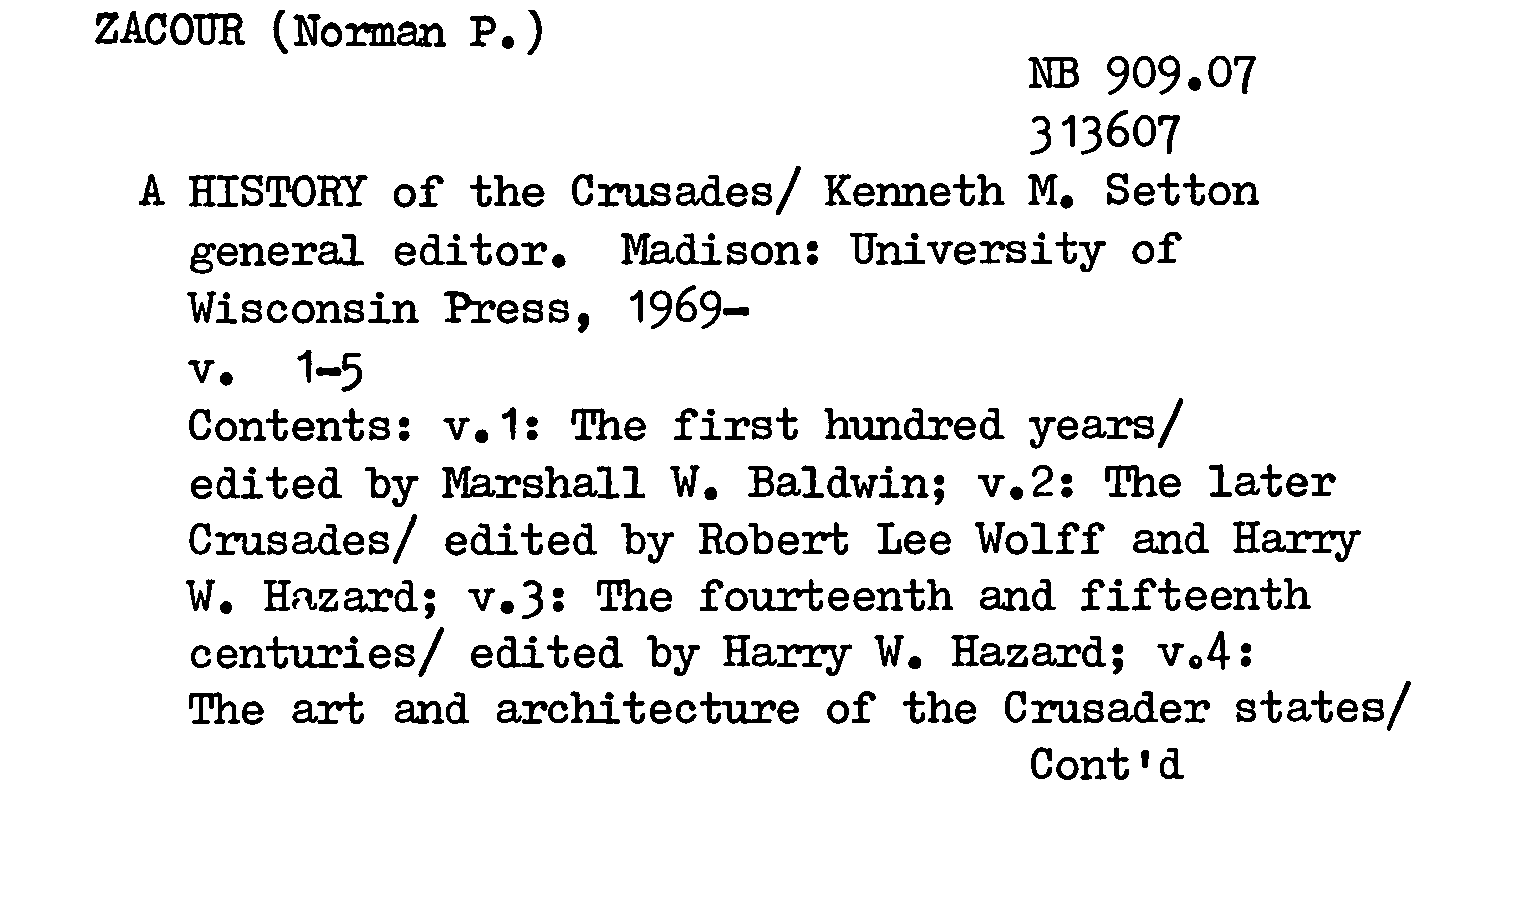 ZACOUR (Norman P.)
NB 909.07
313607
A HISTORY of the Crusades/ Kenneth M. Setton
general editor. Madison: University of
Wisconsin Press, 1969-
v. 1-5
Contents: v.1: The first hundred years/
edited by Marshall W. Baldwin; v.2: The later
Crusades/ edited by Robert Lee Wolff and Harry
W. Hazard; v.3: The fourteenth and fifteenth
centuries/ edited by Harry W. Hazard; v.4:
The art and architecture of the Crusader states/
Cont'd